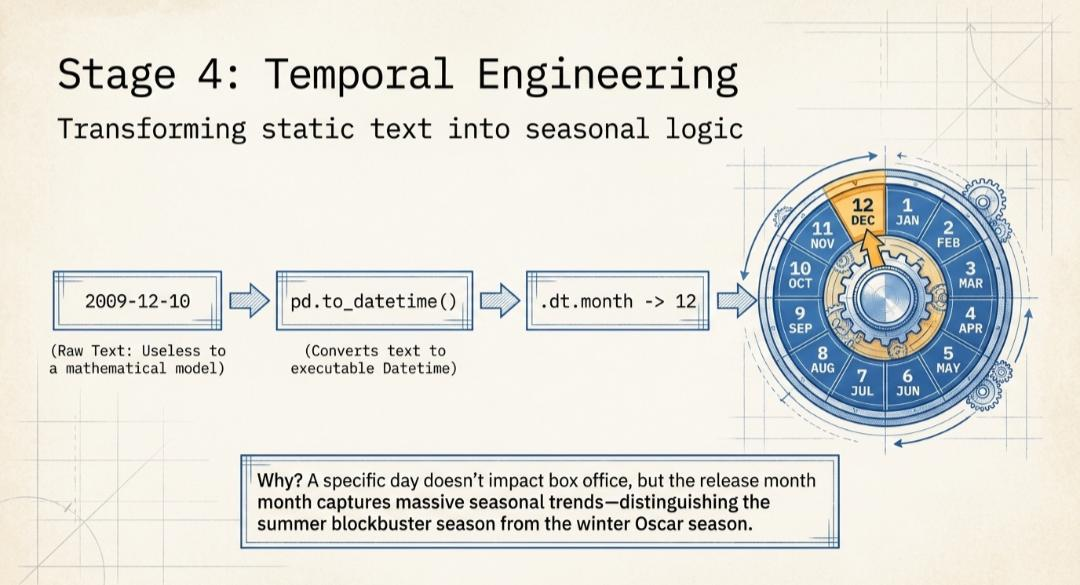 Stage 4: Temporal Engineering
Transforming static text into seasonal logic
2009-12-10
(Raw Text: Useless to
a mathematical model)
pd.to_datetime()
(Converts text to
executable Datetime)
.dt.month -> 12
12
DEC
1
JAN
2
FEB
3
MAR
4
APR
5
MAY
6
JUN
7
JUL
8
AUG
9
SEP
10
OCT
11
NOV
Why? A specific day doesn't impact box office, but the release month
month captures massive seasonal trends—distinguishing the
summer blockbuster season from the winter Oscar season.